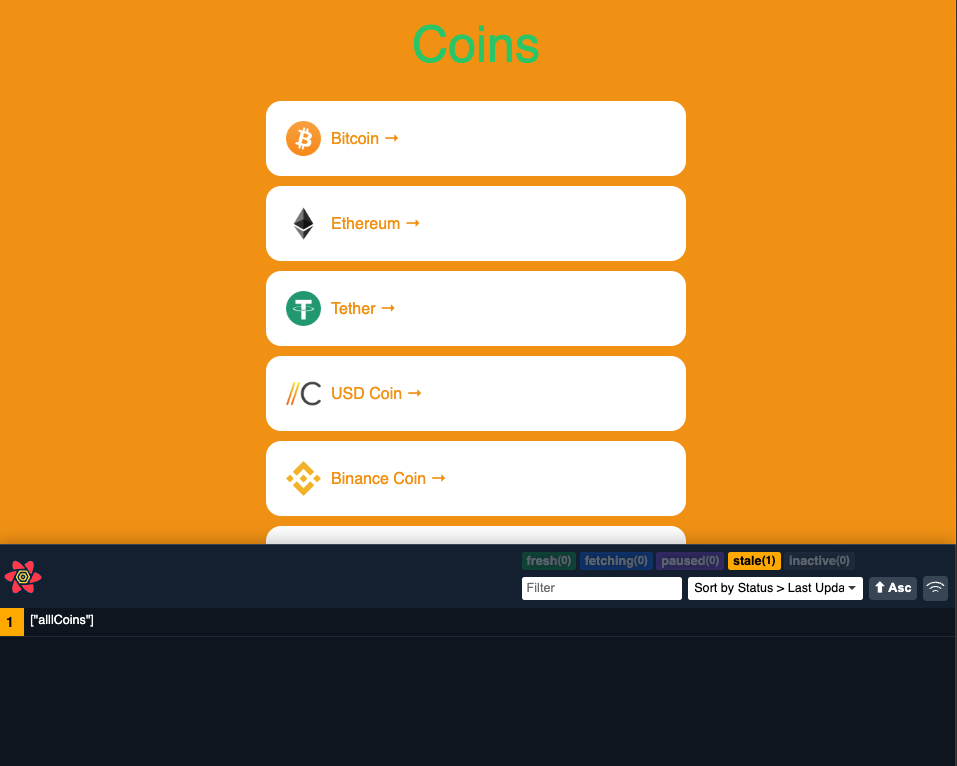 Coins
Bitcoin →
Ethereum →
Tether →
USD Coin →
Binance Coin →
fresh(0) fetching(0) paused(0) stale(1) inactive(0)
Filter Sort by Status > Last Upda Asc
1 ["alllCoins"]